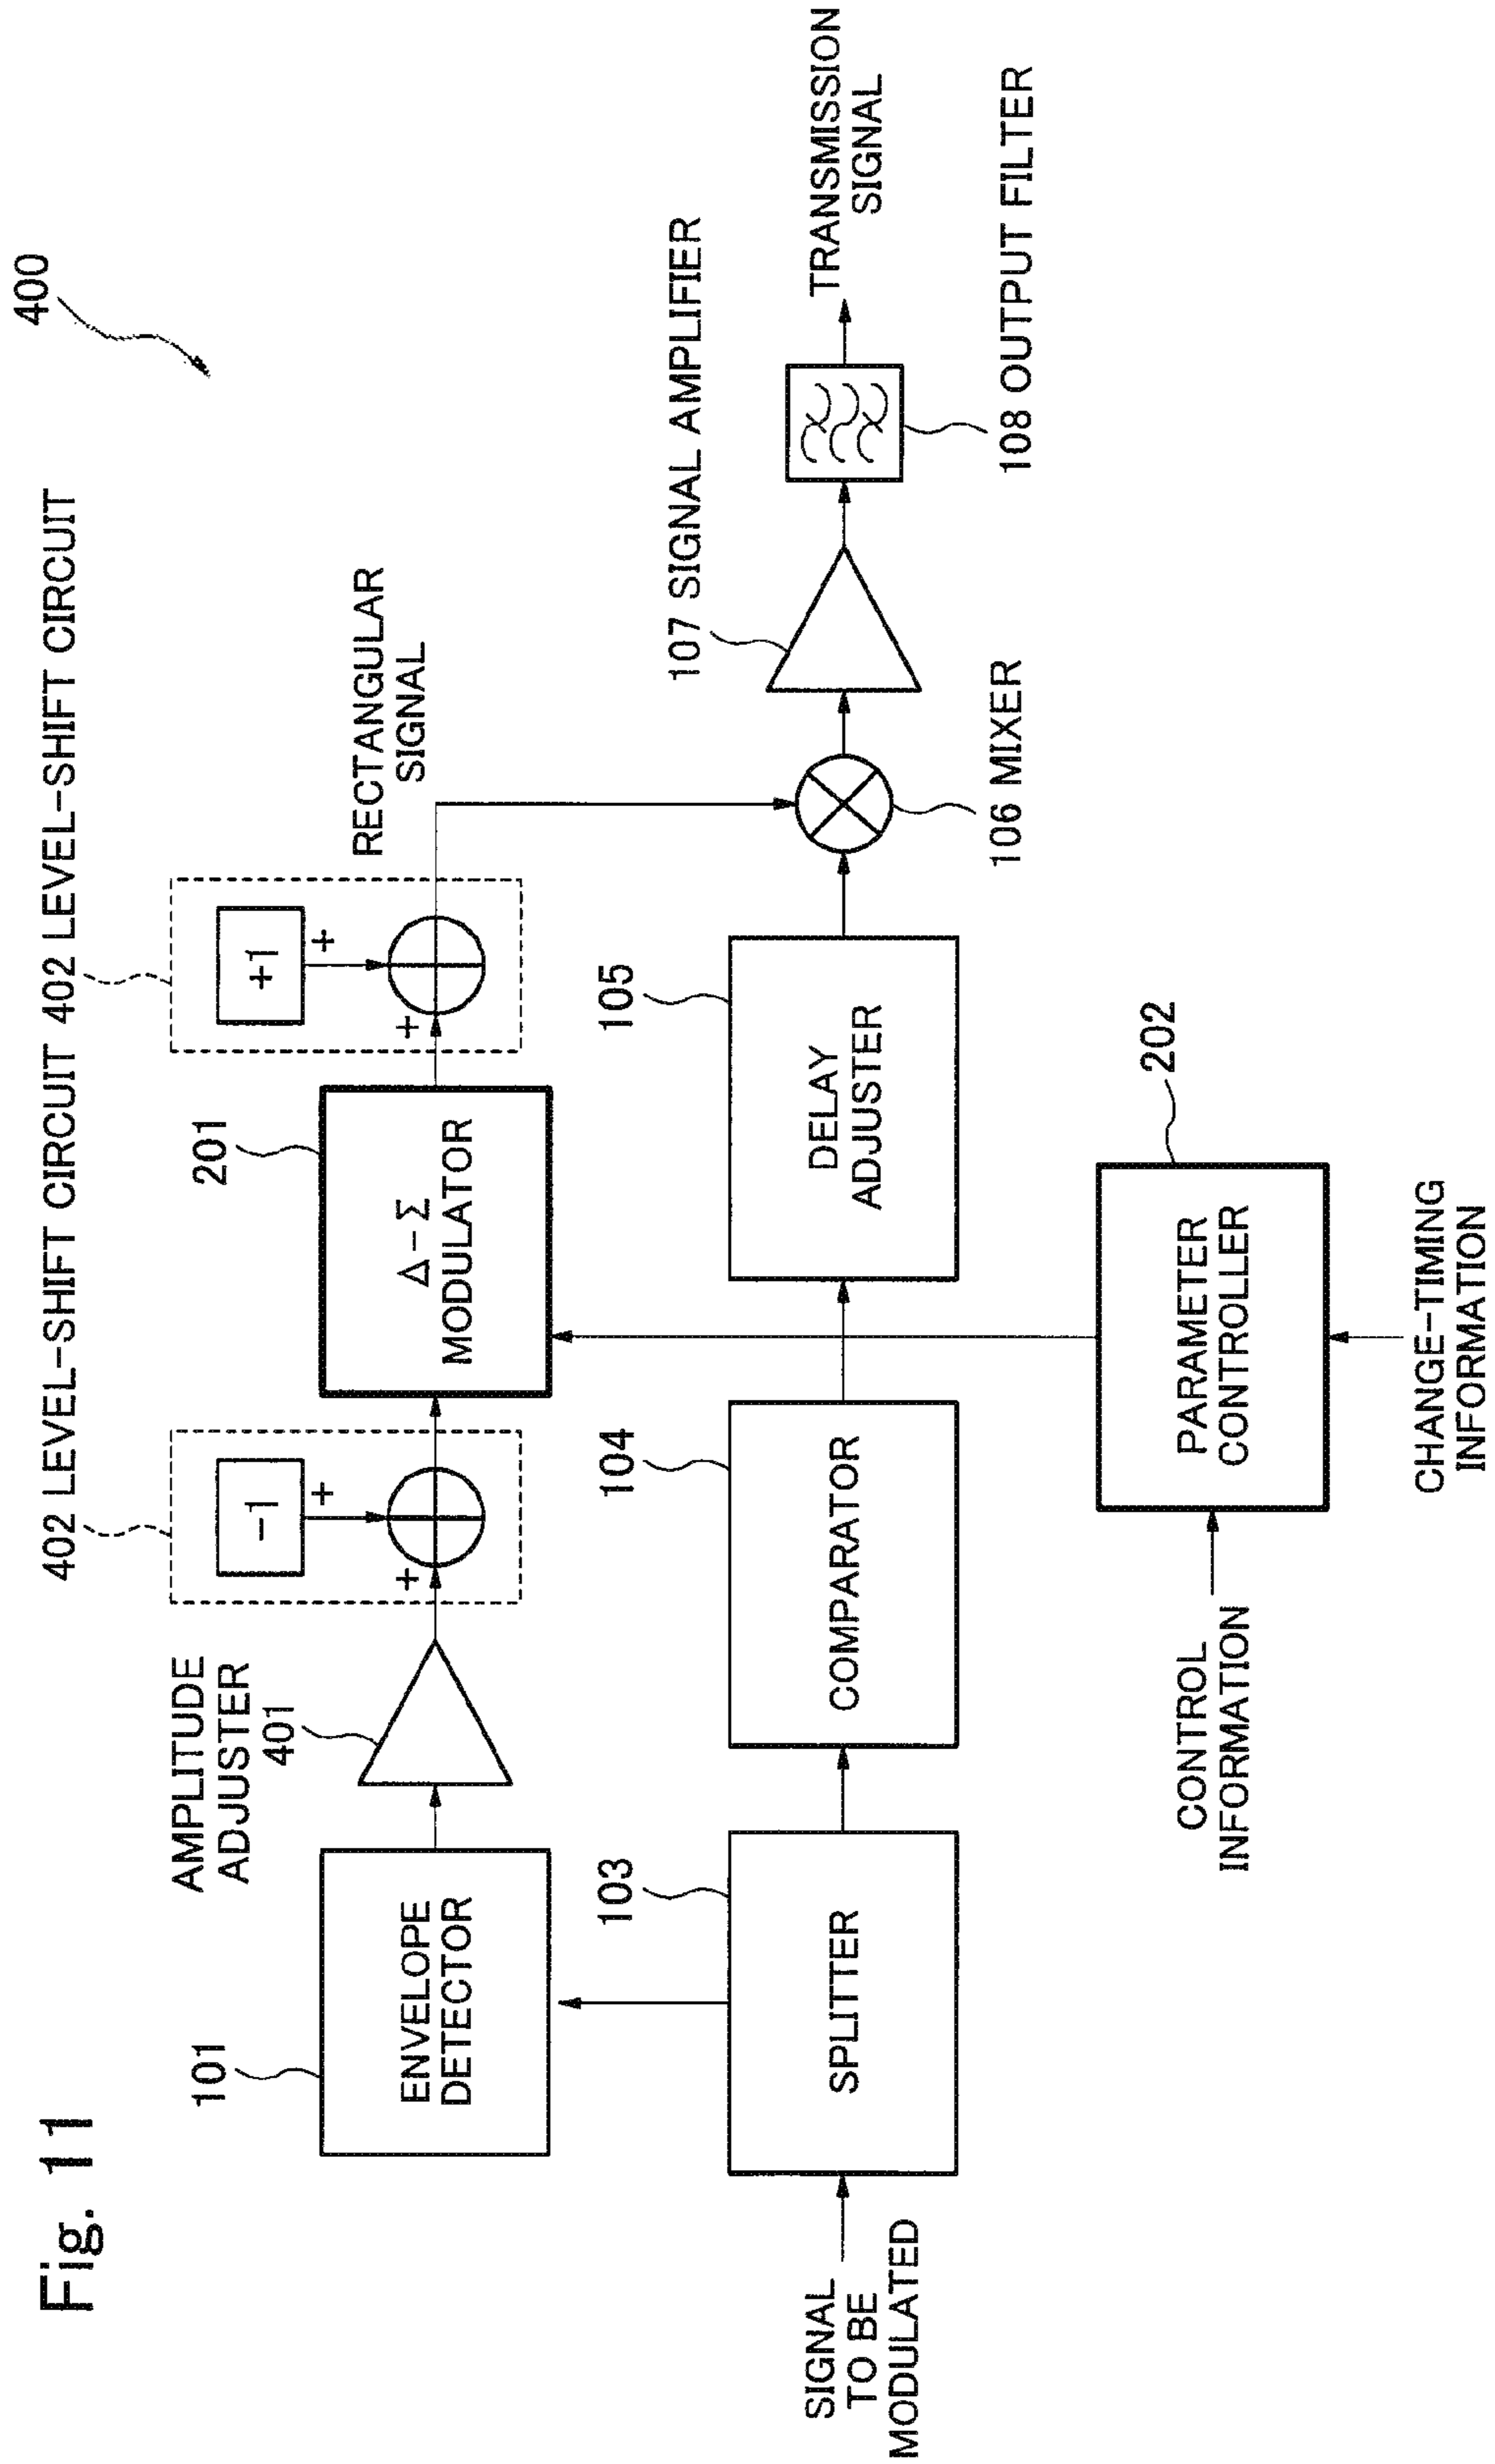 Fig. 11
400
402 LEVEL-SHIFT CIRCUIT
402 LEVEL-SHIFT CIRCUIT
AMPLITUDE
ADJUSTER
401
-1
+
+
201
+1
+
+
RECTANGULAR
SIGNAL
101
ENVELOPE
DETECTOR
Δ-Σ
MODULATOR
103
104
105
107 SIGNAL AMPLIFIER
SIGNAL
TO BE
MODULATED
SPLITTER
COMPARATOR
DELAY
ADJUSTER
TRANSMISSION
SIGNAL
106 MIXER
108 OUTPUT FILTER
202
CONTROL
INFORMATION
PARAMETER
CONTROLLER
CHANGE-TIMING
INFORMATION